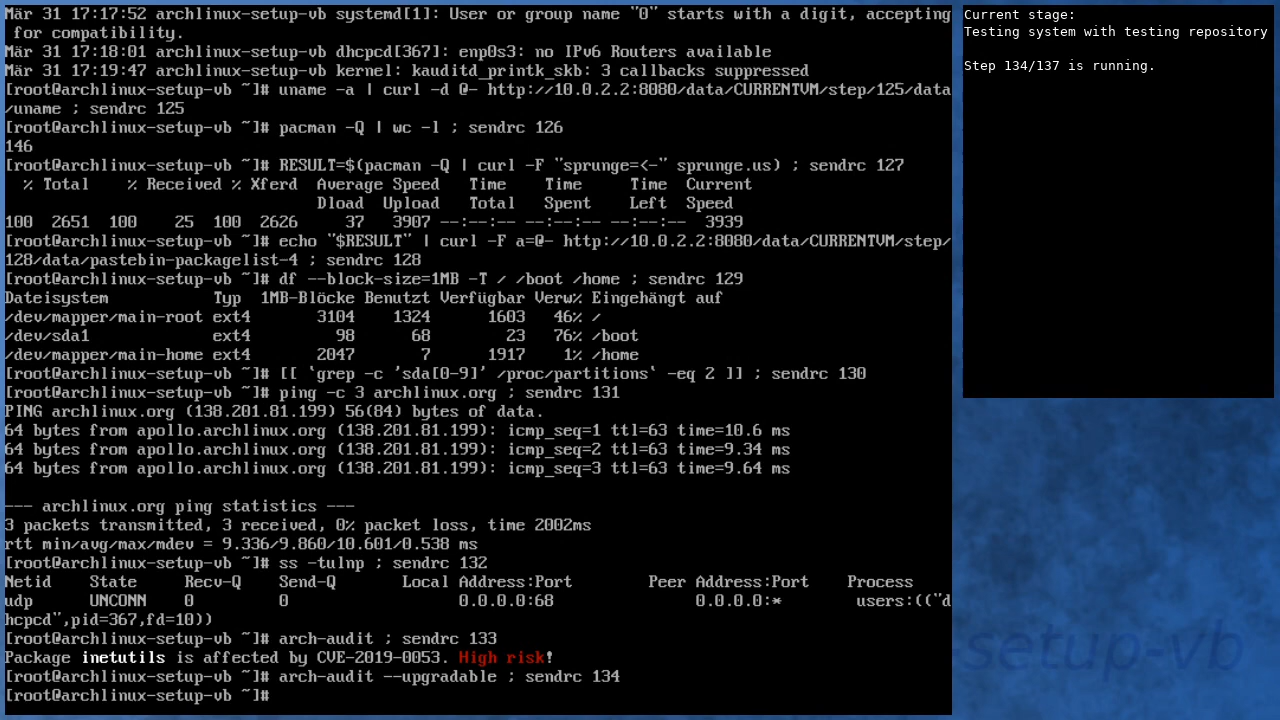 Mär 31 17:17:52 archlinux-setup-vb systemd[1]: User or group name "0" starts with a digit, accepting
 for compatibility.
Mär 31 17:18:01 archlinux-setup-vb dhcpcd[367]: enp0s3: no IPv6 Routers available
Mär 31 17:19:47 archlinux-setup-vb kernel: kauditd_printk_skb: 3 callbacks suppressed
[root@archlinux-setup-vb ~]# uname -a | curl -d @- http://10.0.2.2:8080/data/CURRENTVM/step/125/data
/uname ; sendrc 125
[root@archlinux-setup-vb ~]# pacman -Q | wc -l ; sendrc 126
146
[root@archlinux-setup-vb ~]# RESULT=$(pacman -Q | curl -F "sprunge=<-" sprunge.us) ; sendrc 127
  % Total    % Received % Xferd  Average Speed   Time    Time     Time  Current
                                 Dload  Upload   Total   Spent    Left  Speed
100  2651  100    25  100  2626     37   3907 --:--:-- --:--:-- --:--:--  3939
[root@archlinux-setup-vb ~]# echo "$RESULT" | curl -F a=@- http://10.0.2.2:8080/data/CURRENTVM/step/
128/data/pastebin-packagelist-4 ; sendrc 128
[root@archlinux-setup-vb ~]# df --block-size=1MB -T / /boot /home ; sendrc 129
Dateisystem           Typ  1MB-Blöcke Benutzt Verfügbar Verw% Eingehängt auf
/dev/mapper/main-root ext4       3104    1324      1603   46% /
/dev/sda1             ext4         98      68        23   76% /boot
/dev/mapper/main-home ext4       2047       7      1917    1% /home
[root@archlinux-setup-vb ~]# [[ `grep -c 'sda[0-9]' /proc/partitions` -eq 2 ]] ; sendrc 130
[root@archlinux-setup-vb ~]# ping -c 3 archlinux.org ; sendrc 131
PING archlinux.org (138.201.81.199) 56(84) bytes of data.
64 bytes from apollo.archlinux.org (138.201.81.199): icmp_seq=1 ttl=63 time=10.6 ms
64 bytes from apollo.archlinux.org (138.201.81.199): icmp_seq=2 ttl=63 time=9.34 ms
64 bytes from apollo.archlinux.org (138.201.81.199): icmp_seq=3 ttl=63 time=9.64 ms

--- archlinux.org ping statistics ---
3 packets transmitted, 3 received, 0% packet loss, time 2002ms
rtt min/avg/max/mdev = 9.336/9.860/10.601/0.538 ms
[root@archlinux-setup-vb ~]# ss -tulnp ; sendrc 132
Netid    State     Recv-Q    Send-Q       Local Address:Port        Peer Address:Port    Process
udp      UNCONN    0         0                  0.0.0.0:68               0.0.0.0:*        users:(("d
hcpcd",pid=367,fd=10))
[root@archlinux-setup-vb ~]# arch-audit ; sendrc 133
Package inetutils is affected by CVE-2019-0053. High risk!
[root@archlinux-setup-vb ~]# arch-audit --upgradable ; sendrc 134
[root@archlinux-setup-vb ~]#
Current stage:
Testing system with testing repository
Step 134/137 is running.
-setup-vb